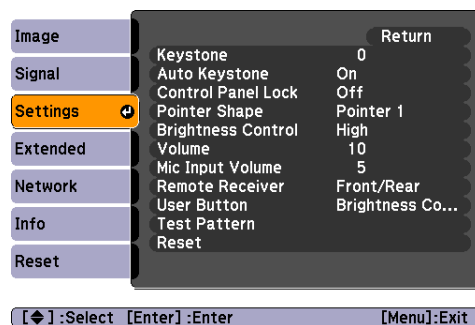 Image
Signal
Settings
Extended
Network
Info
Reset
Return
Keystone 0
Auto Keystone On
Control Panel Lock Off
Pointer Shape Pointer 1
Brightness Control High
Volume 10
Mic Input Volume 5
Remote Receiver Front/Rear
User Button Brightness Co...
Test Pattern
Reset
[◆] :Select [Enter] :Enter [Menu]:Exit